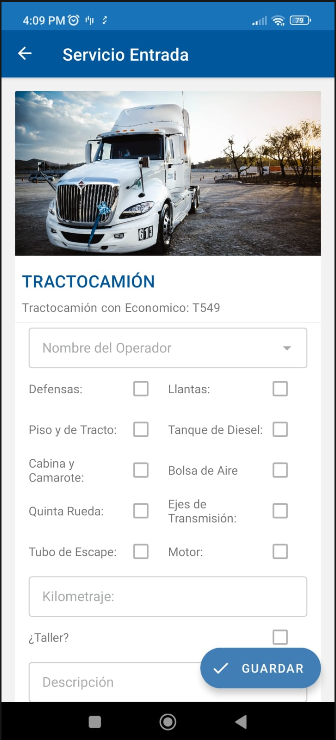 4:09 PM
79
Servicio Entrada
613
TRACTOCAMIÓN
Tractocamión con Economico: T549
Nombre del Operador
Defensas:
Llantas:
Piso y de Tracto:
Tanque de Diesel:
Cabina y
Camarote:
Bolsa de Aire
Quinta Rueda:
Ejes de
Transmisión:
Tubo de Escape:
Motor:
Kilometraje:
¿Taller?
GUARDAR
Descripción